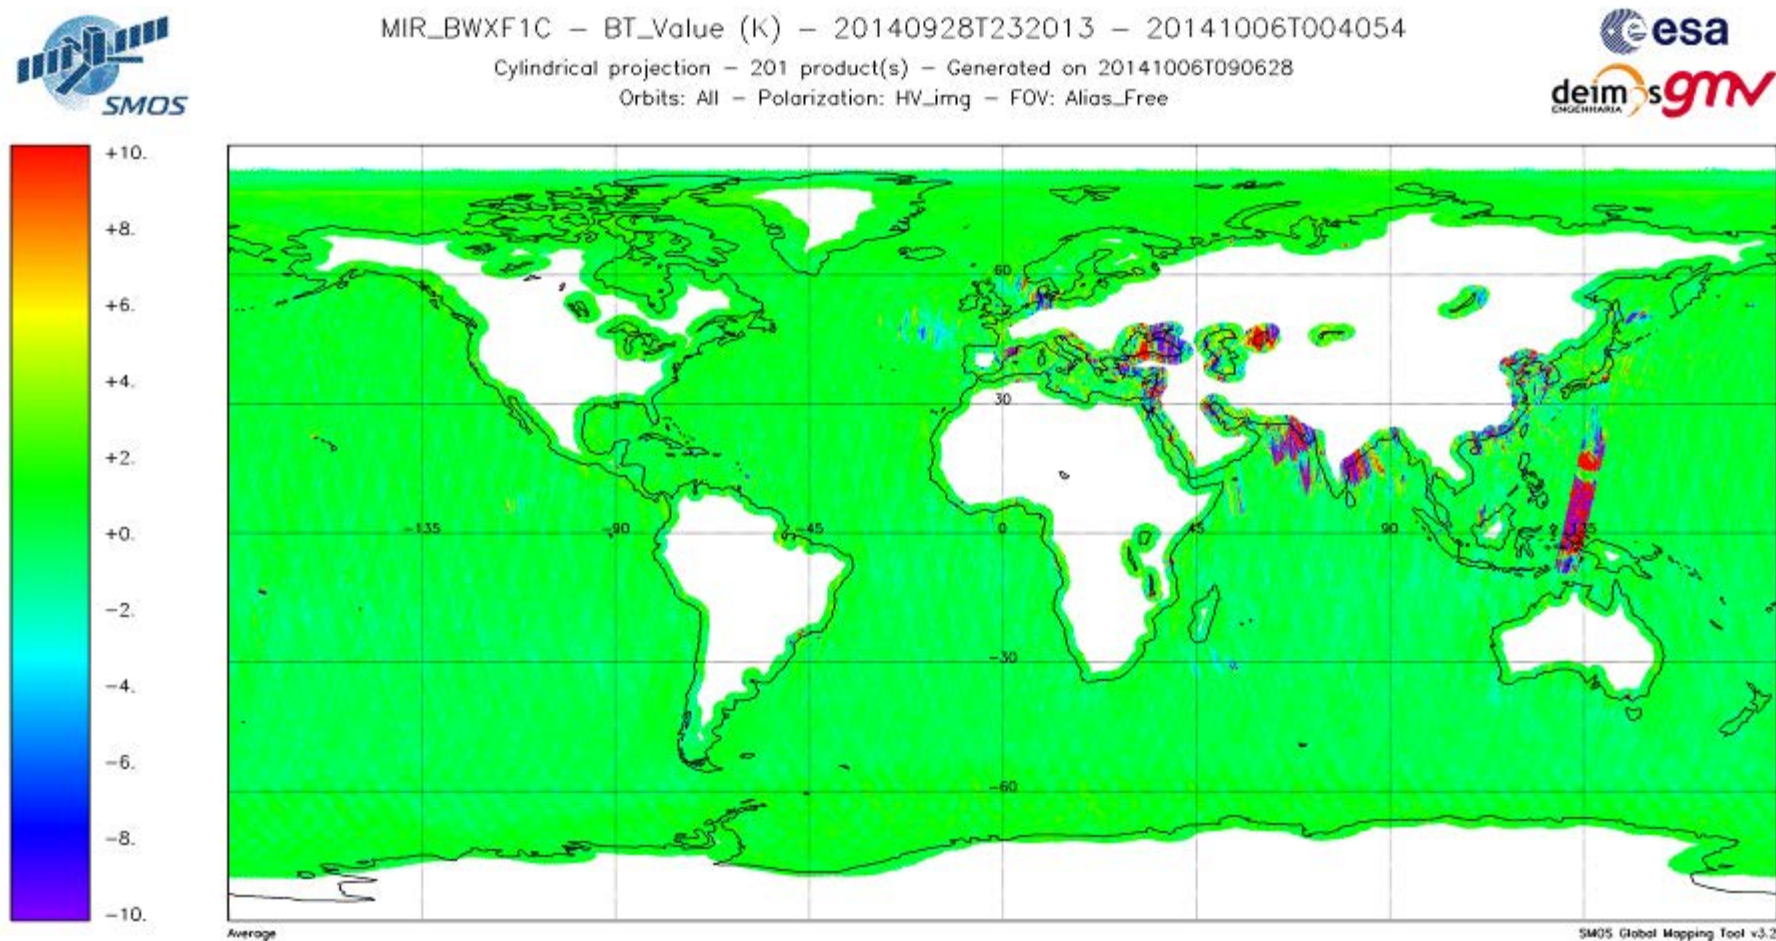 MIR_BWXF1C – BT_Value (K) – 20140928T232013 – 20141006T004054
Cylindrical projection – 201 product(s) – Generated on 20141006T090628
Orbits: All – Polarization: HV_img – FOV: Alias_Free
SMOS
esa
deimos
ENGENHARIA
gmv
+10.
+8.
+6.
+4.
+2.
+0.
−2.
−4.
−6.
−8.
−10.
60
30
−135
−90
−45
0
45
90
135
−30
−60
Average
SMOS Global Mapping Tool v3.2